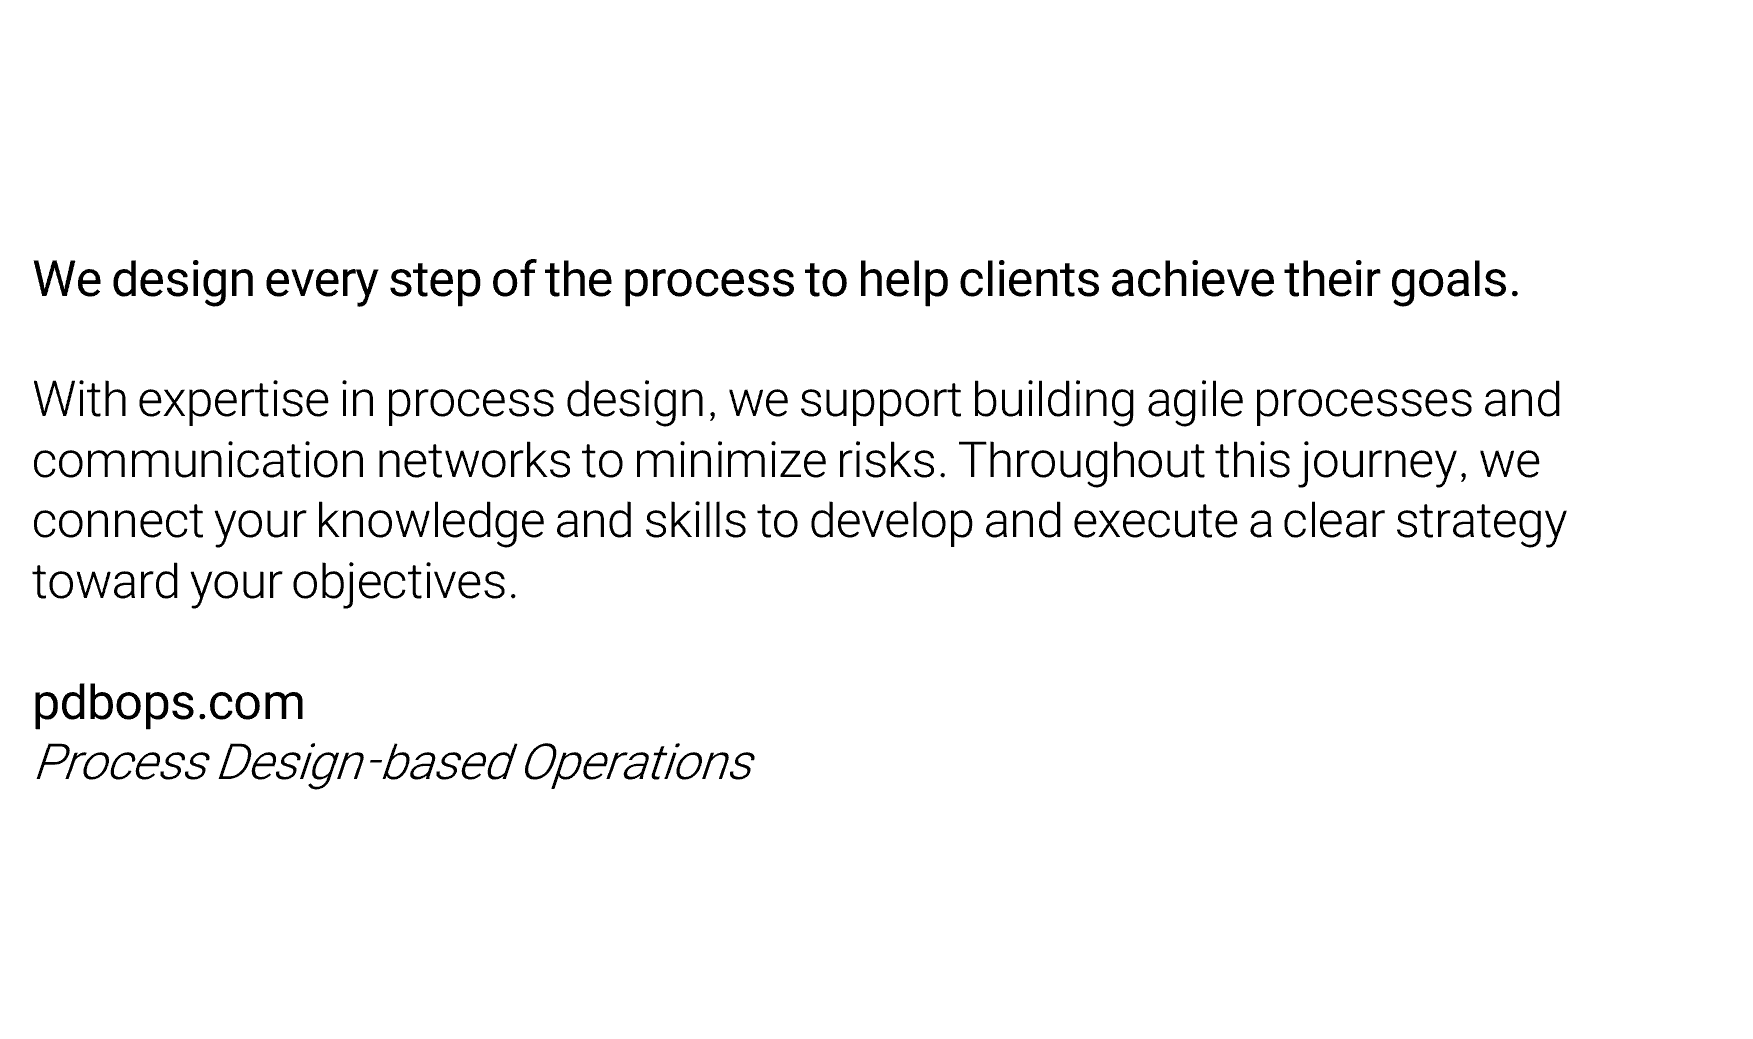 We design every step of the process to help clients achieve their goals.
With expertise in process design, we support building agile processes and
communication networks to minimize risks. Throughout this journey, we
connect your knowledge and skills to develop and execute a clear strategy
toward your objectives.
pdbops.com
Process Design-based Operations